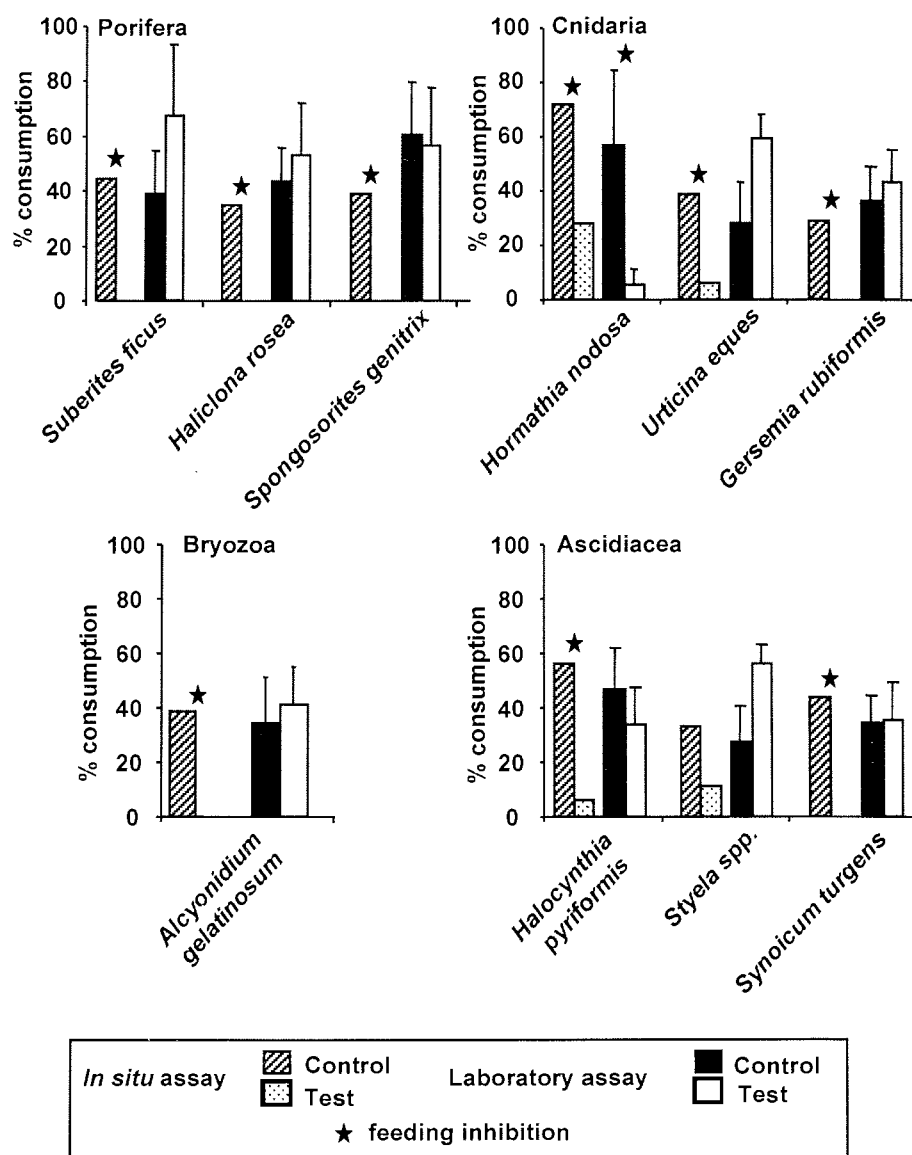 Porifera
% consumption
100
80
60
40
20
0
Suberites ficus
Haliclona rosea
Spongosorites genitrix
Cnidaria
% consumption
100
80
60
40
20
0
Hormathia nodosa
Urticina eques
Gersemia rubiformis
Bryozoa
% consumption
100
80
60
40
20
0
Alcyonidium
gelatinosum
Ascidiacea
% consumption
100
80
60
40
20
0
Halocynthia
pyriformis
Styela spp.
Synoicum turgens
In situ assay
Control
Test
Laboratory assay
Control
Test
★ feeding inhibition